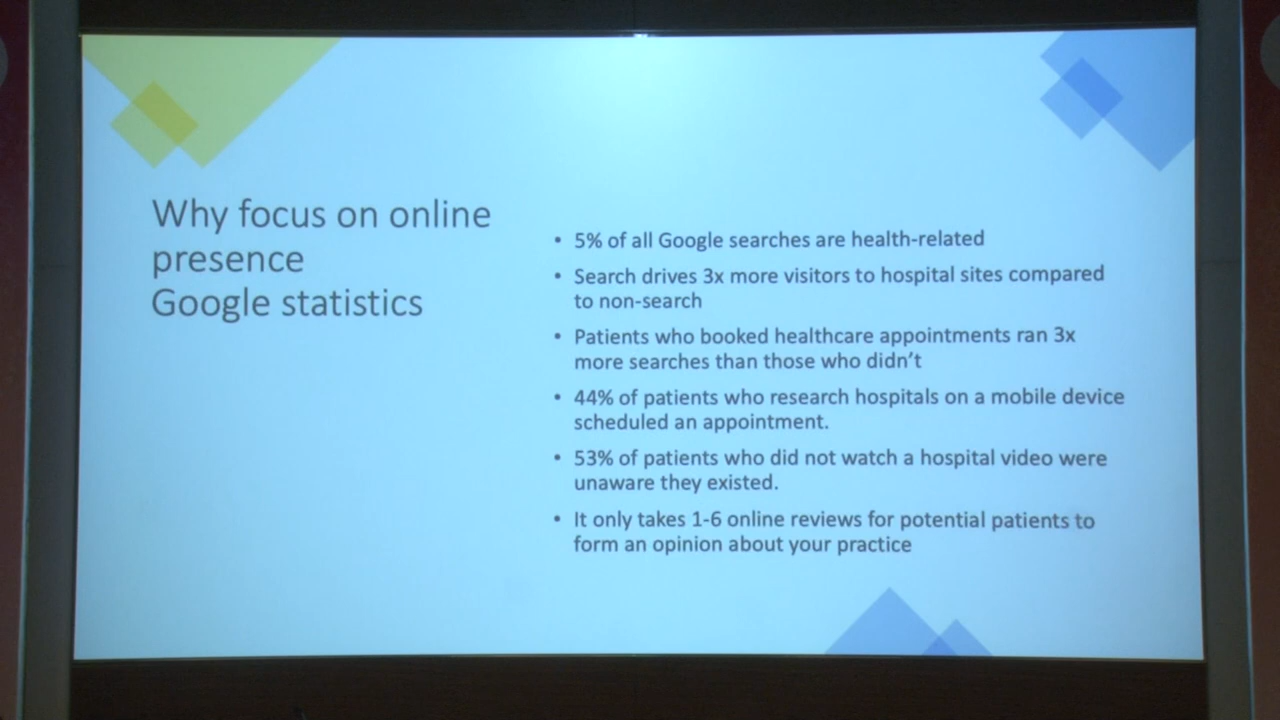 Why focus on online
presence
Google statistics
• 5% of all Google searches are health-related
• Search drives 3x more visitors to hospital sites compared
to non-search
• Patients who booked healthcare appointments ran 3x
more searches than those who didn't
• 44% of patients who research hospitals on a mobile device
scheduled an appointment.
• 53% of patients who did not watch a hospital video were
unaware they existed.
• It only takes 1-6 online reviews for potential patients to
form an opinion about your practice